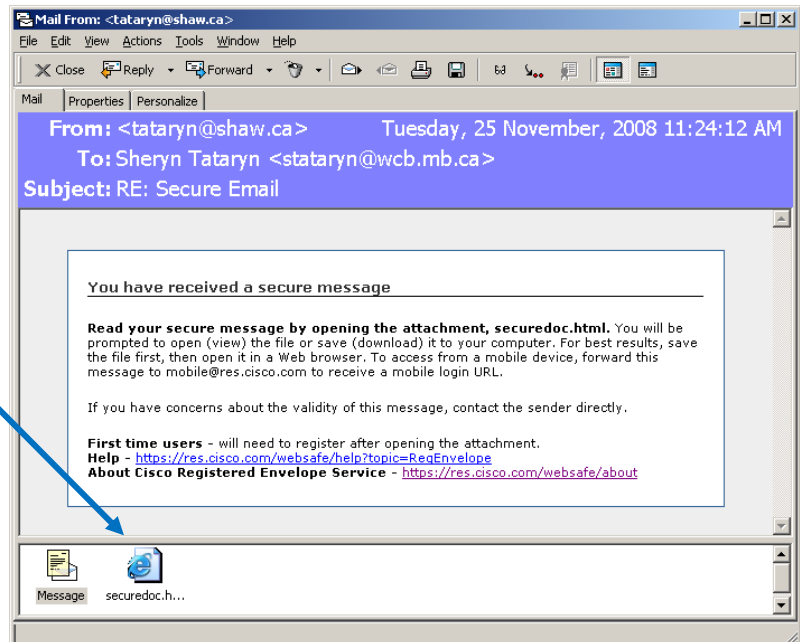 Mail From: <tataryn@shaw.ca>
File Edit View Actions Tools Window Help
Close Reply Forward
Mail Properties Personalize
From: <tataryn@shaw.ca> Tuesday, 25 November, 2008 11:24:12 AM
To: Sheryn Tataryn <stataryn@wcb.mb.ca>
Subject: RE: Secure Email
You have received a secure message
Read your secure message by opening the attachment, securedoc.html. You will be
prompted to open (view) the file or save (download) it to your computer. For best results, save
the file first, then open it in a Web browser. To access from a mobile device, forward this
message to mobile@res.cisco.com to receive a mobile login URL.
If you have concerns about the validity of this message, contact the sender directly.
First time users - will need to register after opening the attachment.
Help - https://res.cisco.com/websafe/help?topic=RegEnvelope
About Cisco Registered Envelope Service - https://res.cisco.com/websafe/about
Message securedoc.h...